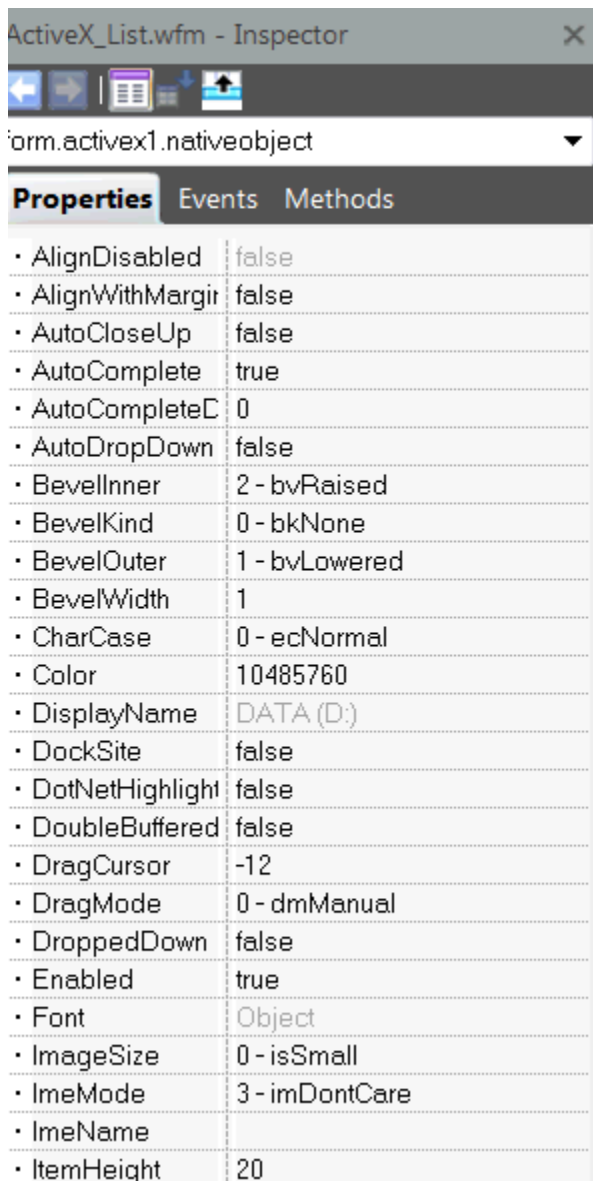 ActiveX_List.wfm - Inspector
form.activex1.nativeobject
Properties Events Methods
AlignDisabled false
AlignWithMargin false
AutoCloseUp false
AutoComplete true
AutoCompleteD 0
AutoDropDown false
BevelInner 2 - bvRaised
BevelKind 0 - bkNone
BevelOuter 1 - bvLowered
BevelWidth 1
CharCase 0 - ecNormal
Color 10485760
DisplayName DATA (D:)
DockSite false
DotNetHighlight false
DoubleBuffered false
DragCursor -12
DragMode 0 - dmManual
DroppedDown false
Enabled true
Font Object
ImageSize 0 - isSmall
ImeMode 3 - imDontCare
ImeName
ItemHeight 20